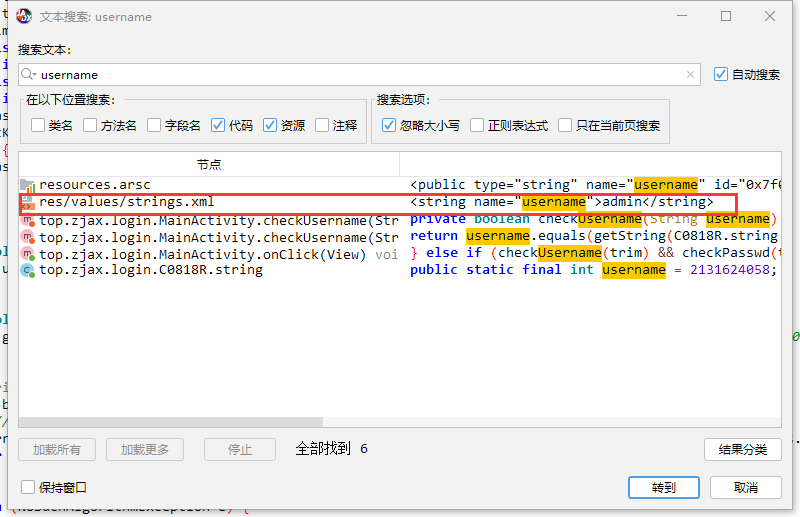 文本搜索: username
搜索文本:
username
自动搜索
在以下位置搜索:
类名
方法名
字段名
代码
资源
注释
搜索选项:
忽略大小写
正则表达式
只在当前页搜索
节点
resources.arsc <public type="string" name="username" id="0x7f0
res/values/strings.xml <string name="username">admin</string>
top.zjax.login.MainActivity.checkUsername(Str private boolean checkUsername(String username)
top.zjax.login.MainActivity.checkUsername(Str return username.equals(getString(C0818R.string
top.zjax.login.MainActivity.onClick(View) voi } else if (checkUsername(trim) && checkPasswd(t
top.zjax.login.C0818R.string public static final int username = 2131624058;
加载所有
加载更多
停止
全部找到 6
结果分类
保持窗口
转到
取消